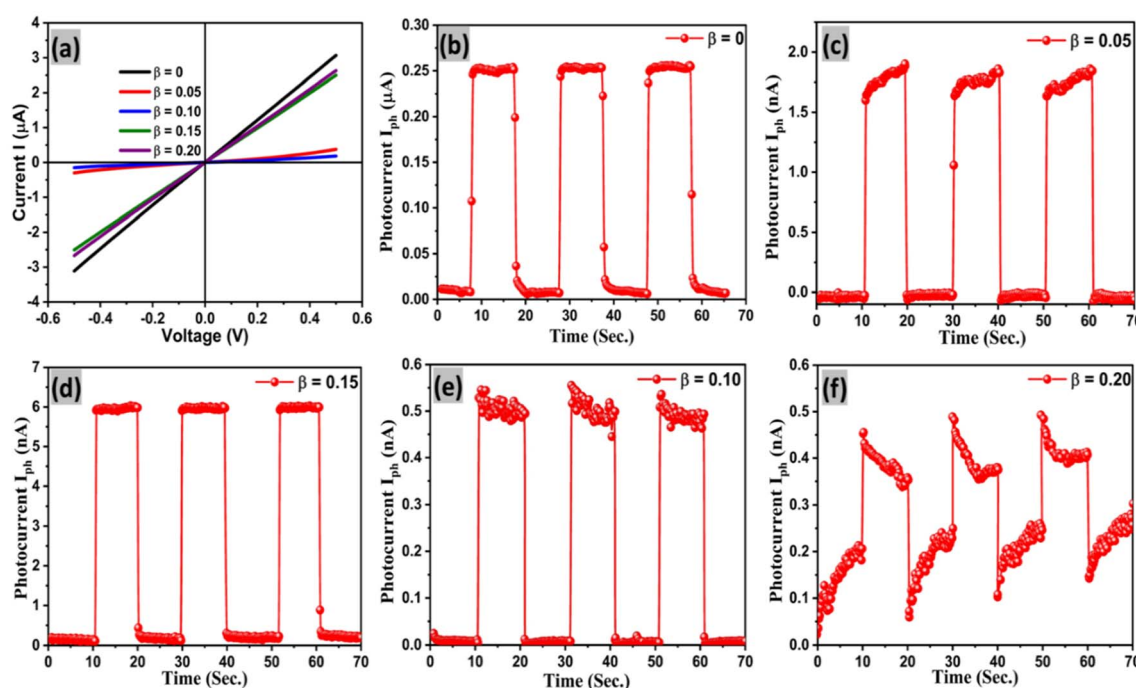 (a)
β = 0
β = 0.05
β = 0.10
β = 0.15
β = 0.20
Current I (μA)
4
3
2
1
0
-1
-2
-3
-4
-0.6 -0.4 -0.2 0.0 0.2 0.4 0.6
Voltage (V)
(b)
β = 0
Photocurrent Iph (μA)
0.30
0.25
0.20
0.15
0.10
0.05
0.00
0 10 20 30 40 50 60 70
Time (Sec.)
(c)
β = 0.05
Photocurrent Iph (nA)
2.0
1.5
1.0
0.5
0.0
0 10 20 30 40 50 60 70
Time (Sec.)
(d)
β = 0.15
Photocurrent Iph (nA)
6
5
4
3
2
1
0
0 10 20 30 40 50 60 70
Time (Sec.)
(e)
β = 0.10
Photocurrent Iph (nA)
0.6
0.5
0.4
0.3
0.2
0.1
0.0
0 10 20 30 40 50 60 70
Time (Sec.)
(f)
β = 0.20
Photocurrent Iph (nA)
0.6
0.5
0.4
0.3
0.2
0.1
0.0
0 10 20 30 40 50 60 70
Time (Sec.)